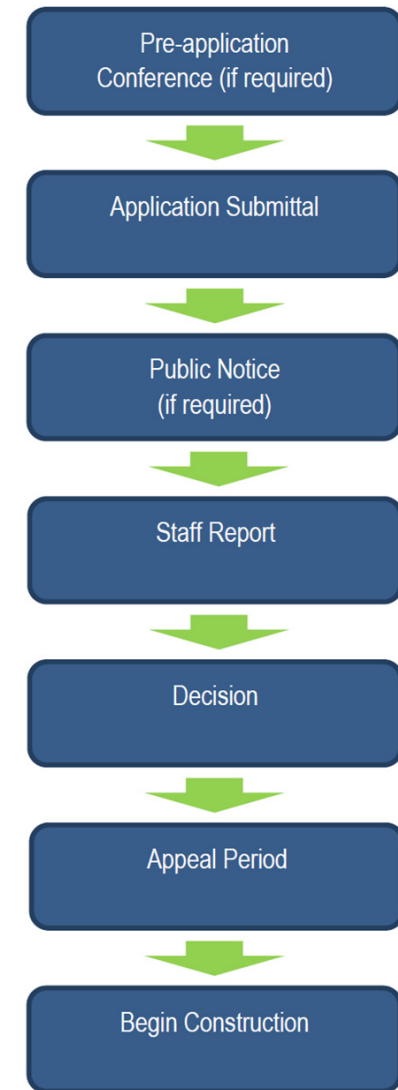 Pre-application
Conference (if required)
Application Submittal
Public Notice
(if required)
Staff Report
Decision
Appeal Period
Begin Construction